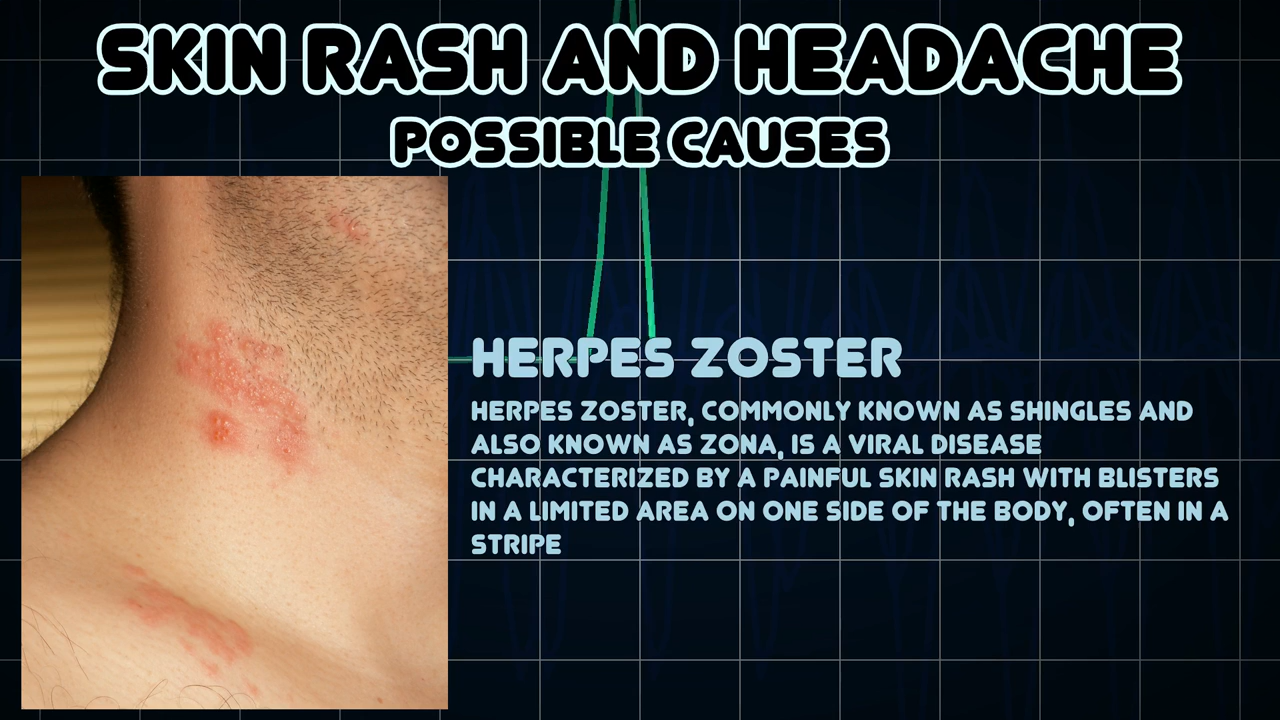 SKIN RASH AND HEADACHE
POSSIBLE CAUSES
HERPES ZOSTER
HERPES ZOSTER, COMMONLY KNOWN AS SHINGLES AND
ALSO KNOWN AS ZONA, IS A VIRAL DISEASE
CHARACTERIZED BY A PAINFUL SKIN RASH WITH BLISTERS
IN A LIMITED AREA ON ONE SIDE OF THE BODY, OFTEN IN A
STRIPE